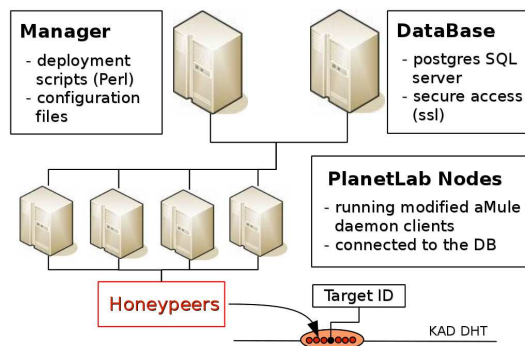 Manager
- deployment
scripts (Perl)
- configuration
files
DataBase
- postgres SQL
server
- secure access
(ssl)
PlanetLab Nodes
- running modified aMule
daemon clients
- connected to the DB
Honeypeers
Target ID
KAD DHT